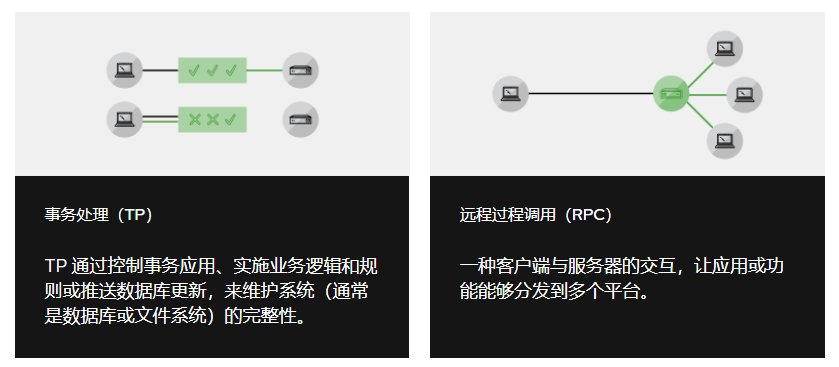 事务处理（TP）
TP 通过控制事务应用、实施业务逻辑和规
则或推送数据库更新，来维护系统（通常
是数据库或文件系统）的完整性。
远程过程调用（RPC）
一种客户端与服务器的交互，让应用或功
能能够分发到多个平台。